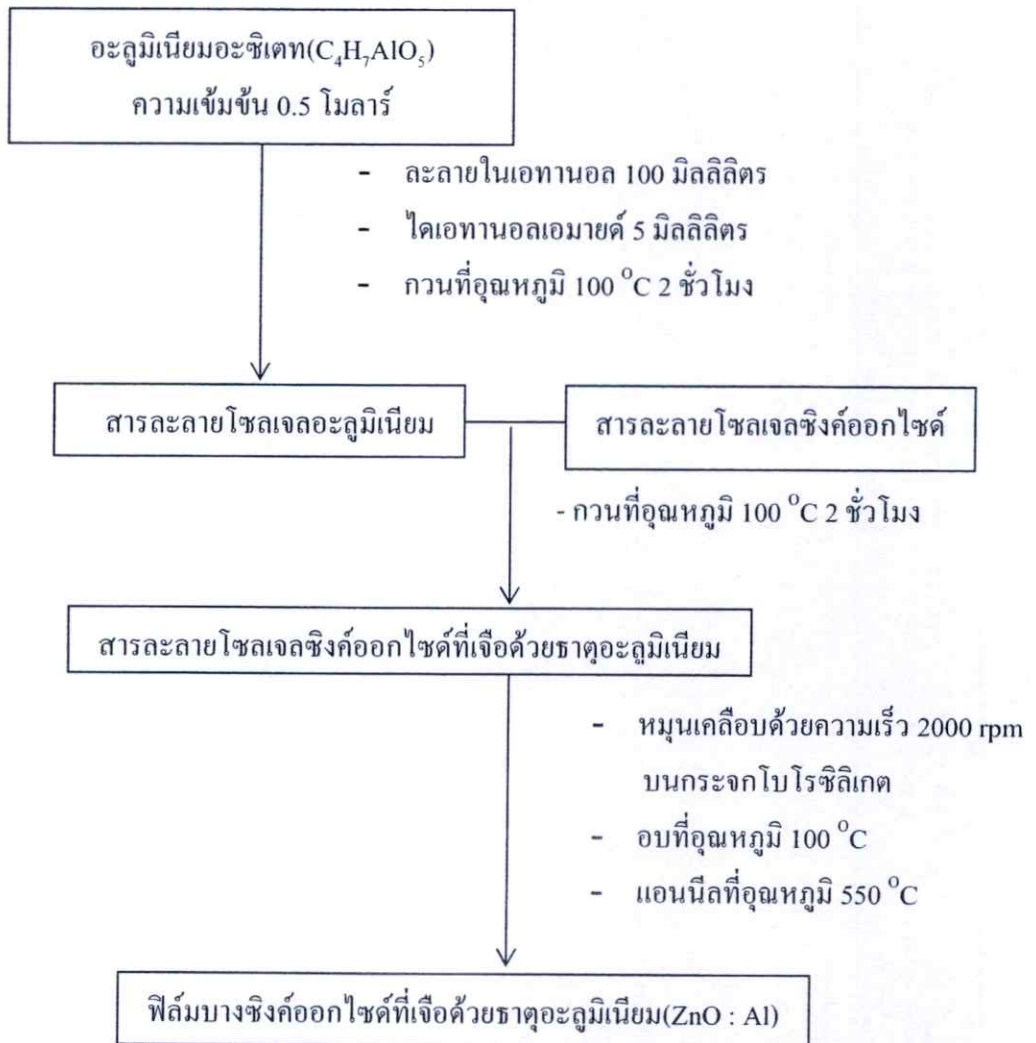 อะลูมิเนียมอะซิเตท(C₄H₇AlO₅)
ความเข้มข้น 0.5 โมลาร์
- ละลายในเอทานอล 100 มิลลิลิตร
- ไดเอทานอลเอมายด์ 5 มิลลิลิตร
- กวนที่อุณหภูมิ 100 ⁰C 2 ชั่วโมง
สารละลายโซลเจลอะลูมิเนียม
สารละลายโซลเจลซิงค์ออกไซด์
- กวนที่อุณหภูมิ 100 ⁰C 2 ชั่วโมง
สารละลายโซลเจลซิงค์ออกไซด์ที่เจือด้วยธาตุอะลูมิเนียม
- หมุนเคลือบด้วยความเร็ว 2000 rpm
บนกระจกโบโรซิลิเกต
- อบที่อุณหภูมิ 100 ⁰C
- แอนนีลที่อุณหภูมิ 550 ⁰C
ฟิล์มบางซิงค์ออกไซด์ที่เจือด้วยธาตุอะลูมิเนียม(ZnO : Al)